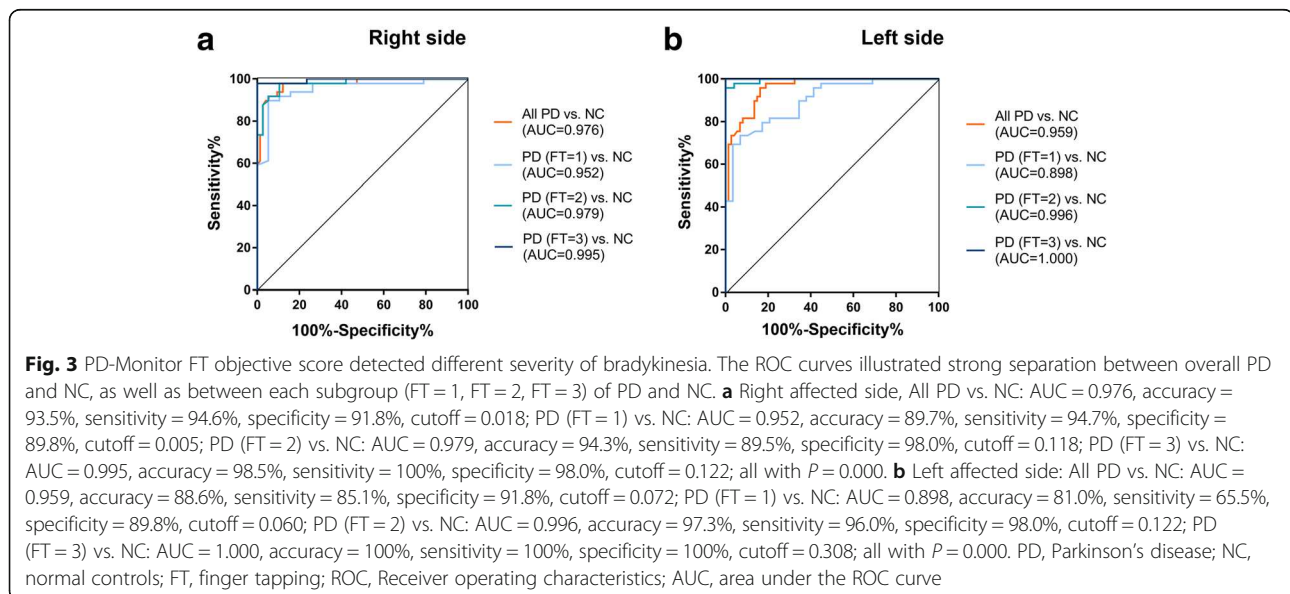 a
Right side
Sensitivity%
100
80
60
40
20
0
0 20 40 60 80 100
100%-Specificity%
All PD vs. NC
(AUC=0.976)
PD (FT=1) vs. NC
(AUC=0.952)
PD (FT=2) vs. NC
(AUC=0.979)
PD (FT=3) vs. NC
(AUC=0.995)
b
Left side
Sensitivity%
100
80
60
40
20
0
0 20 40 60 80 100
100%-Specificity%
All PD vs. NC
(AUC=0.959)
PD (FT=1) vs. NC
(AUC=0.898)
PD (FT=2) vs. NC
(AUC=0.996)
PD (FT=3) vs. NC
(AUC=1.000)
Fig. 3 PD-Monitor FT objective score detected different severity of bradykinesia. The ROC curves illustrated strong separation between overall PD
and NC, as well as between each subgroup (FT = 1, FT = 2, FT = 3) of PD and NC. a Right affected side, All PD vs. NC: AUC = 0.976, accuracy =
93.5%, sensitivity = 94.6%, specificity = 91.8%, cutoff = 0.018; PD (FT = 1) vs. NC: AUC = 0.952, accuracy = 89.7%, sensitivity = 94.7%, specificity =
89.8%, cutoff = 0.005; PD (FT = 2) vs. NC: AUC = 0.979, accuracy = 94.3%, sensitivity = 89.5%, specificity = 98.0%, cutoff = 0.118; PD (FT = 3) vs. NC:
AUC = 0.995, accuracy = 98.5%, sensitivity = 100%, specificity = 98.0%, cutoff = 0.122; all with P = 0.000. b Left affected side: All PD vs. NC: AUC =
0.959, accuracy = 88.6%, sensitivity = 85.1%, specificity = 91.8%, cutoff = 0.072; PD (FT = 1) vs. NC: AUC = 0.898, accuracy = 81.0%, sensitivity = 65.5%,
specificity = 89.8%, cutoff = 0.060; PD (FT = 2) vs. NC: AUC = 0.996, accuracy = 97.3%, sensitivity = 96.0%, specificity = 98.0%, cutoff = 0.122; PD
(FT = 3) vs. NC: AUC = 1.000, accuracy = 100%, sensitivity = 100%, specificity = 100%, cutoff = 0.308; all with P = 0.000. PD, Parkinson's disease; NC,
normal controls; FT, finger tapping; ROC, Receiver operating characteristics; AUC, area under the ROC curve